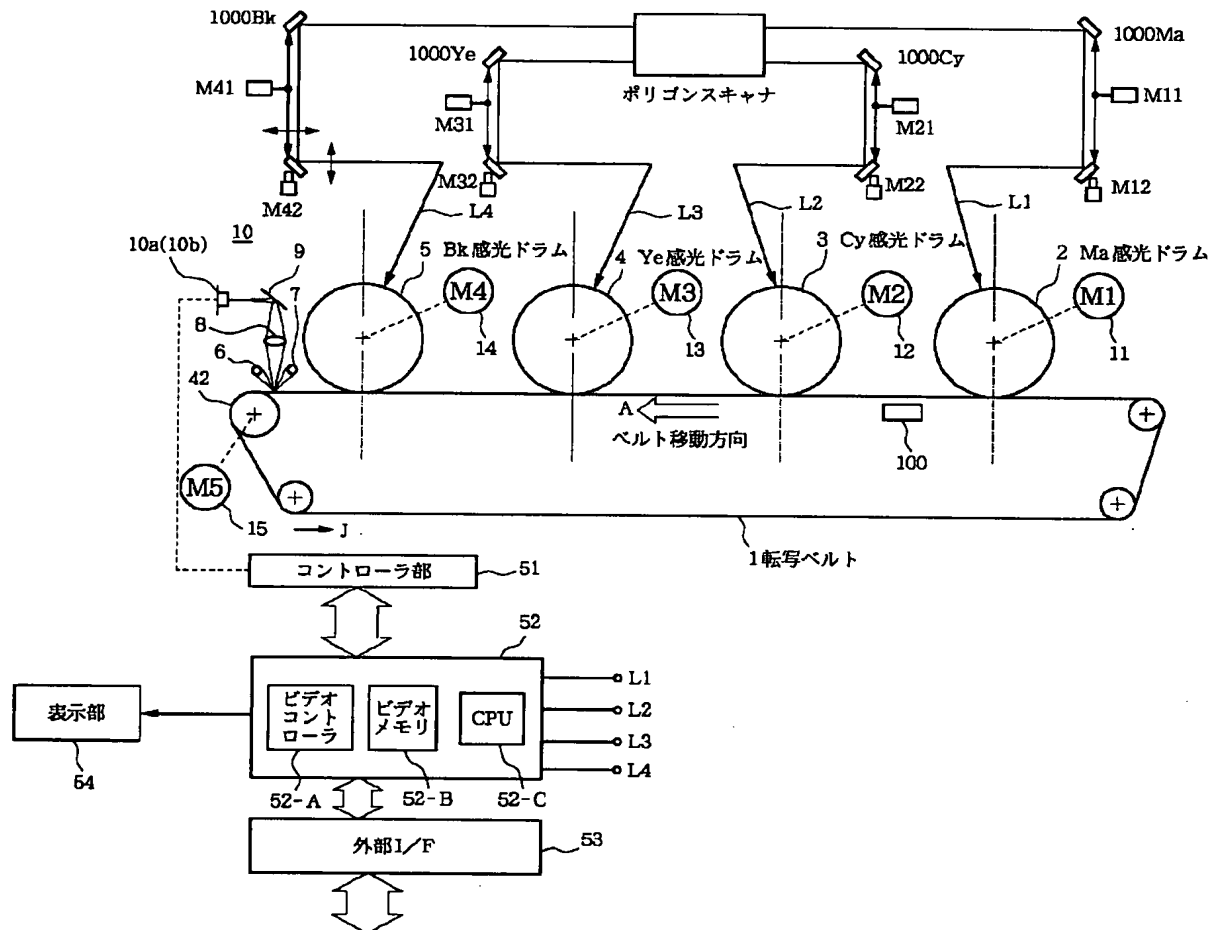 1000Bk
1000Ye
1000Cy
1000Ma
ポリゴンスキャナ
M41
M31
M21
M11
M42
M32
M22
M12
L4
L3
L2
L1
10
10a(10b)
9
7
8
6
42
5 Bk感光ドラム
4 Ye感光ドラム
3 Cy感光ドラム
2 Ma感光ドラム
M4
M3
M2
M1
14
13
12
11
A
ベルト移動方向
100
M5
15
J
1転写ベルト
コントローラ部
51
52
ビデオ
コント
ローラ
ビデオ
メモリ
CPU
L1
L2
L3
L4
表示部
54
52-A
52-B
52-C
外部I/F
53